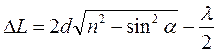 ΔL = 2d√(n² − sin² α) − λ/2